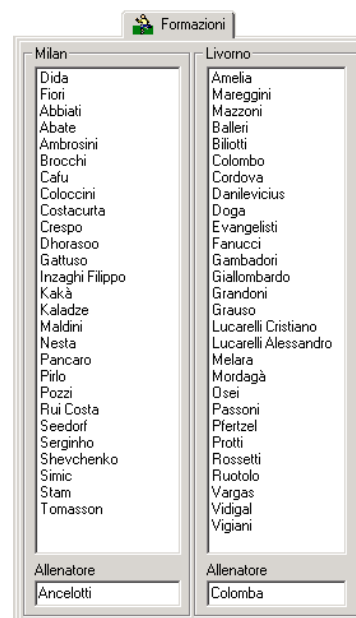 Formazioni
Milan
Dida
Fiori
Abbiati
Abate
Ambrosini
Brocchi
Cafu
Coloccini
Costacurta
Crespo
Dhorasoo
Gattuso
Inzaghi Filippo
Kakà
Kaladze
Maldini
Nesta
Pancaro
Pirlo
Pozzi
Rui Costa
Seedorf
Serginho
Shevchenko
Simic
Stam
Tomasson
Allenatore
Ancelotti
Livorno
Amelia
Mareggini
Mazzoni
Balleri
Biliotti
Colombo
Cordova
Danilevicius
Doga
Evangelisti
Fanucci
Gambadori
Giallombardo
Grandoni
Grauso
Lucarelli Cristiano
Lucarelli Alessandro
Melara
Mordagà
Osei
Passoni
Pfertzel
Protti
Rossetti
Ruotolo
Vargas
Vidigal
Vigiani
Allenatore
Colomba